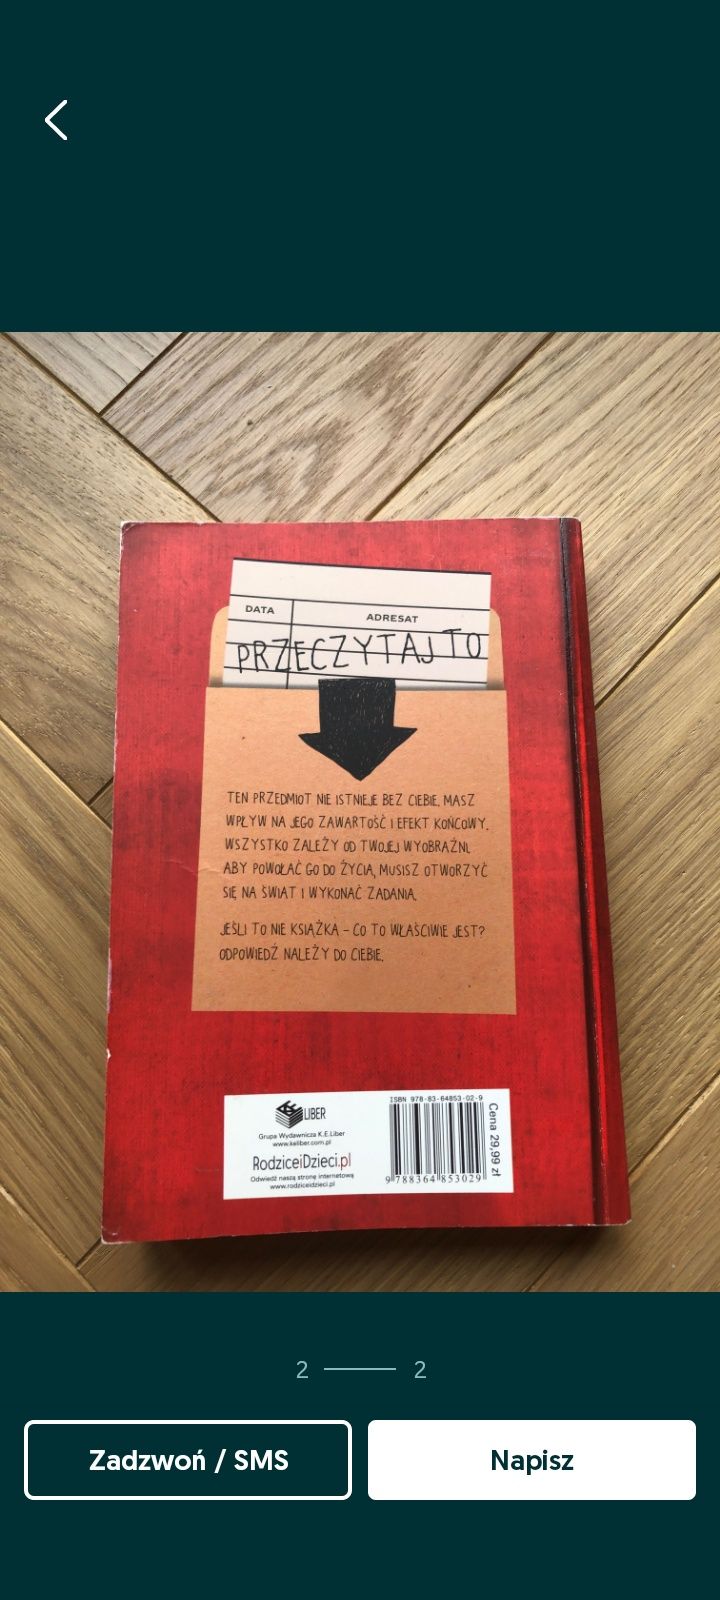 DATA ADRESAT
PRZECZYTAJ TO
TEN PRZEDMIOT NIE ISTNIEJE BEZ CIEBIE. MASZ
WPŁYW NA JEGO ZAWARTOŚĆ I EFEKT KOŃCOWY.
WSZYSTKO ZALEŻY OD TWOJEJ WYOBRAŹNI.
ABY POWOŁAĆ GO DO ŻYCIA, MUSISZ OTWORZYĆ
SIĘ NA ŚWIAT I WYKONAĆ ZADANIA.
JEŚLI TO NIE KSIĄŻKA – CO TO WŁAŚCIWIE JEST?
ODPOWIEDŹ NALEŻY DO CIEBIE.
LIBER
Grupa Wydawnicza K.E.Liber
www.keliber.com.pl
RodziceiDzieci.pl
Odwiedź naszą stronę internetową
www.rodziceidzieci.pl
ISBN 978-83-64853-02-9
9 788364 853029
Cena 29,99 zł
2 2
Zadzwoń / SMS
Napisz